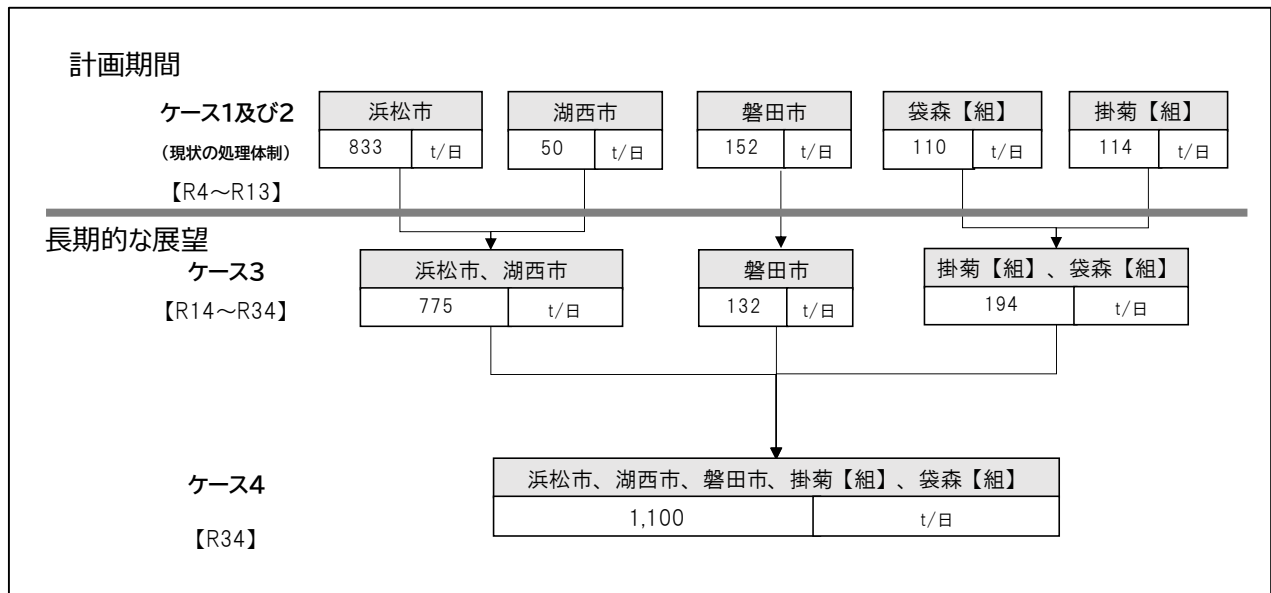 計画期間
ケース1及び2
(現状の処理体制)
【R4～R13】
浜松市
833 t/日
湖西市
50 t/日
磐田市
152 t/日
袋森【組】
110 t/日
掛菊【組】
114 t/日
長期的な展望
ケース3
【R14～R34】
浜松市、湖西市
775 t/日
磐田市
132 t/日
掛菊【組】、袋森【組】
194 t/日
ケース4
【R34】
浜松市、湖西市、磐田市、掛菊【組】、袋森【組】
1,100 t/日